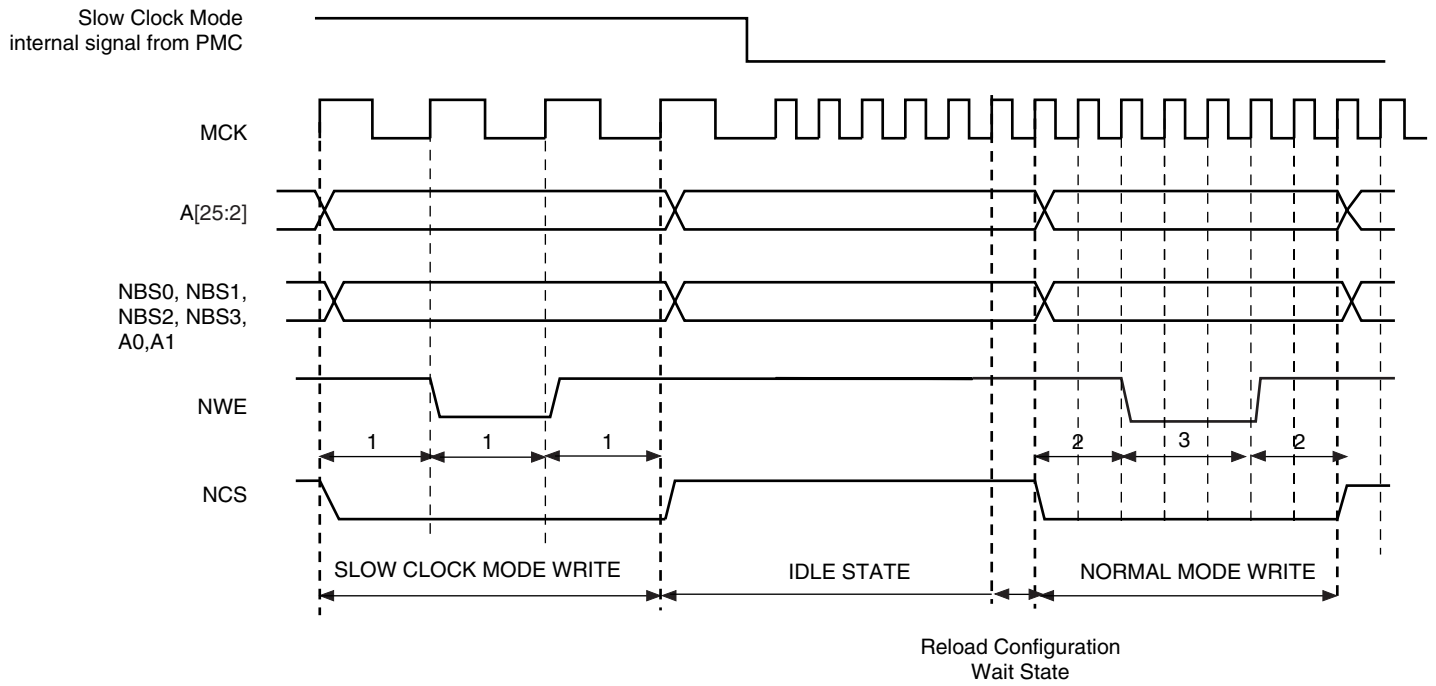 Slow Clock Mode
internal signal from PMC
MCK
A[25:2]
NBS0, NBS1,
NBS2, NBS3,
A0,A1
NWE
1 1 1 2 3 2
NCS
SLOW CLOCK MODE WRITE IDLE STATE NORMAL MODE WRITE
Reload Configuration
Wait State